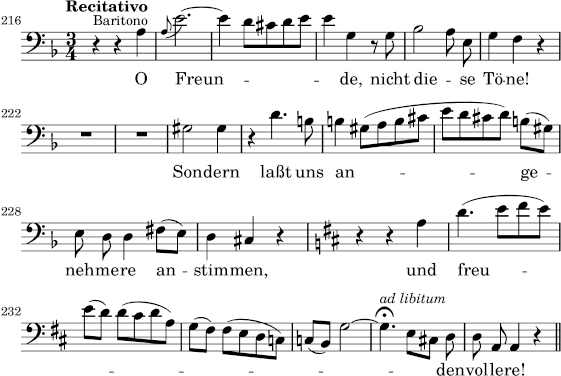 Recitativo
216
Baritono
O Freun - - - - de, nicht die - se Tö - ne!
222
Sondern laßt uns an - - - - ge -
228
nehmere an - stimmen, und freu - -
232
ad libitum
- - - - - - - denvollere!